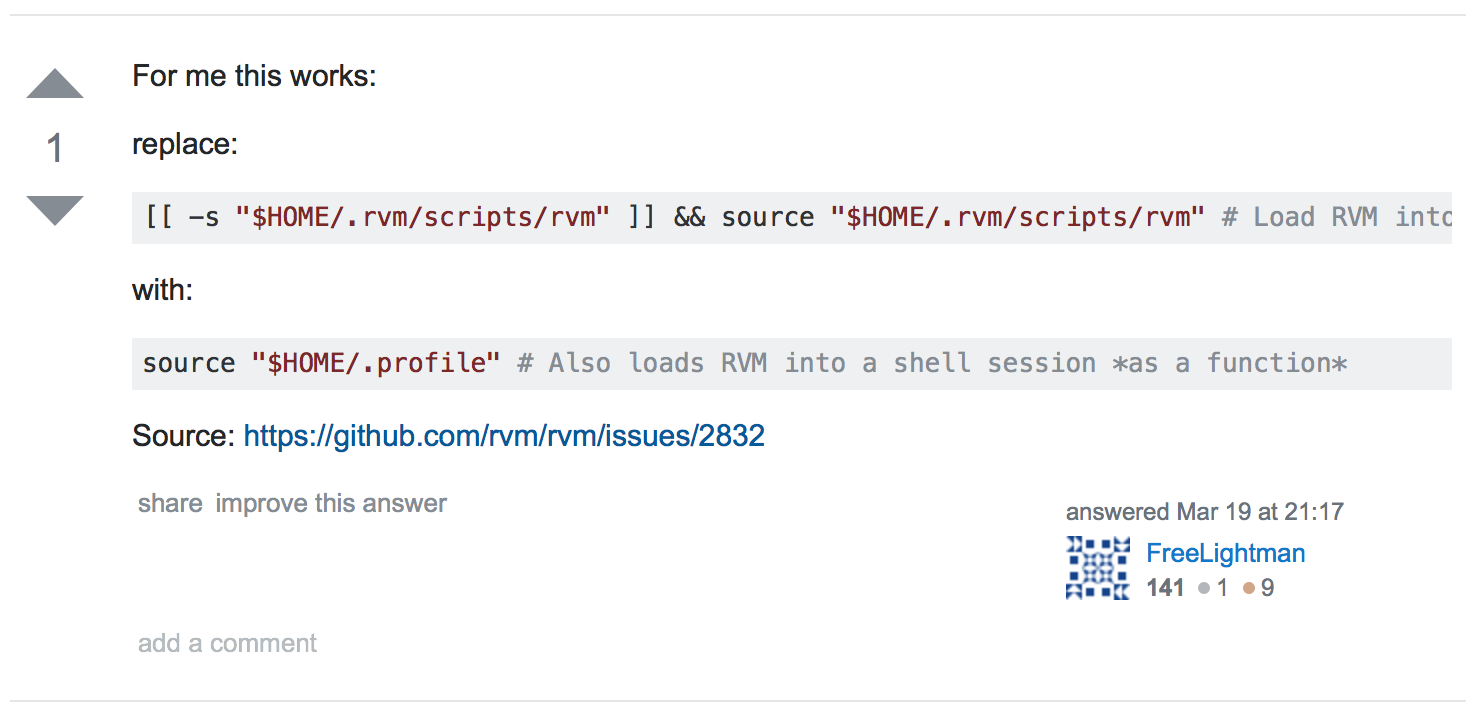 For me this works:
1
replace:
[[ -s "$HOME/.rvm/scripts/rvm" ]] && source "$HOME/.rvm/scripts/rvm" # Load RVM into
with:
source "$HOME/.profile" # Also loads RVM into a shell session *as a function*
Source: https://github.com/rvm/rvm/issues/2832
share improve this answer
answered Mar 19 at 21:17
FreeLightman
141 1 9
add a comment